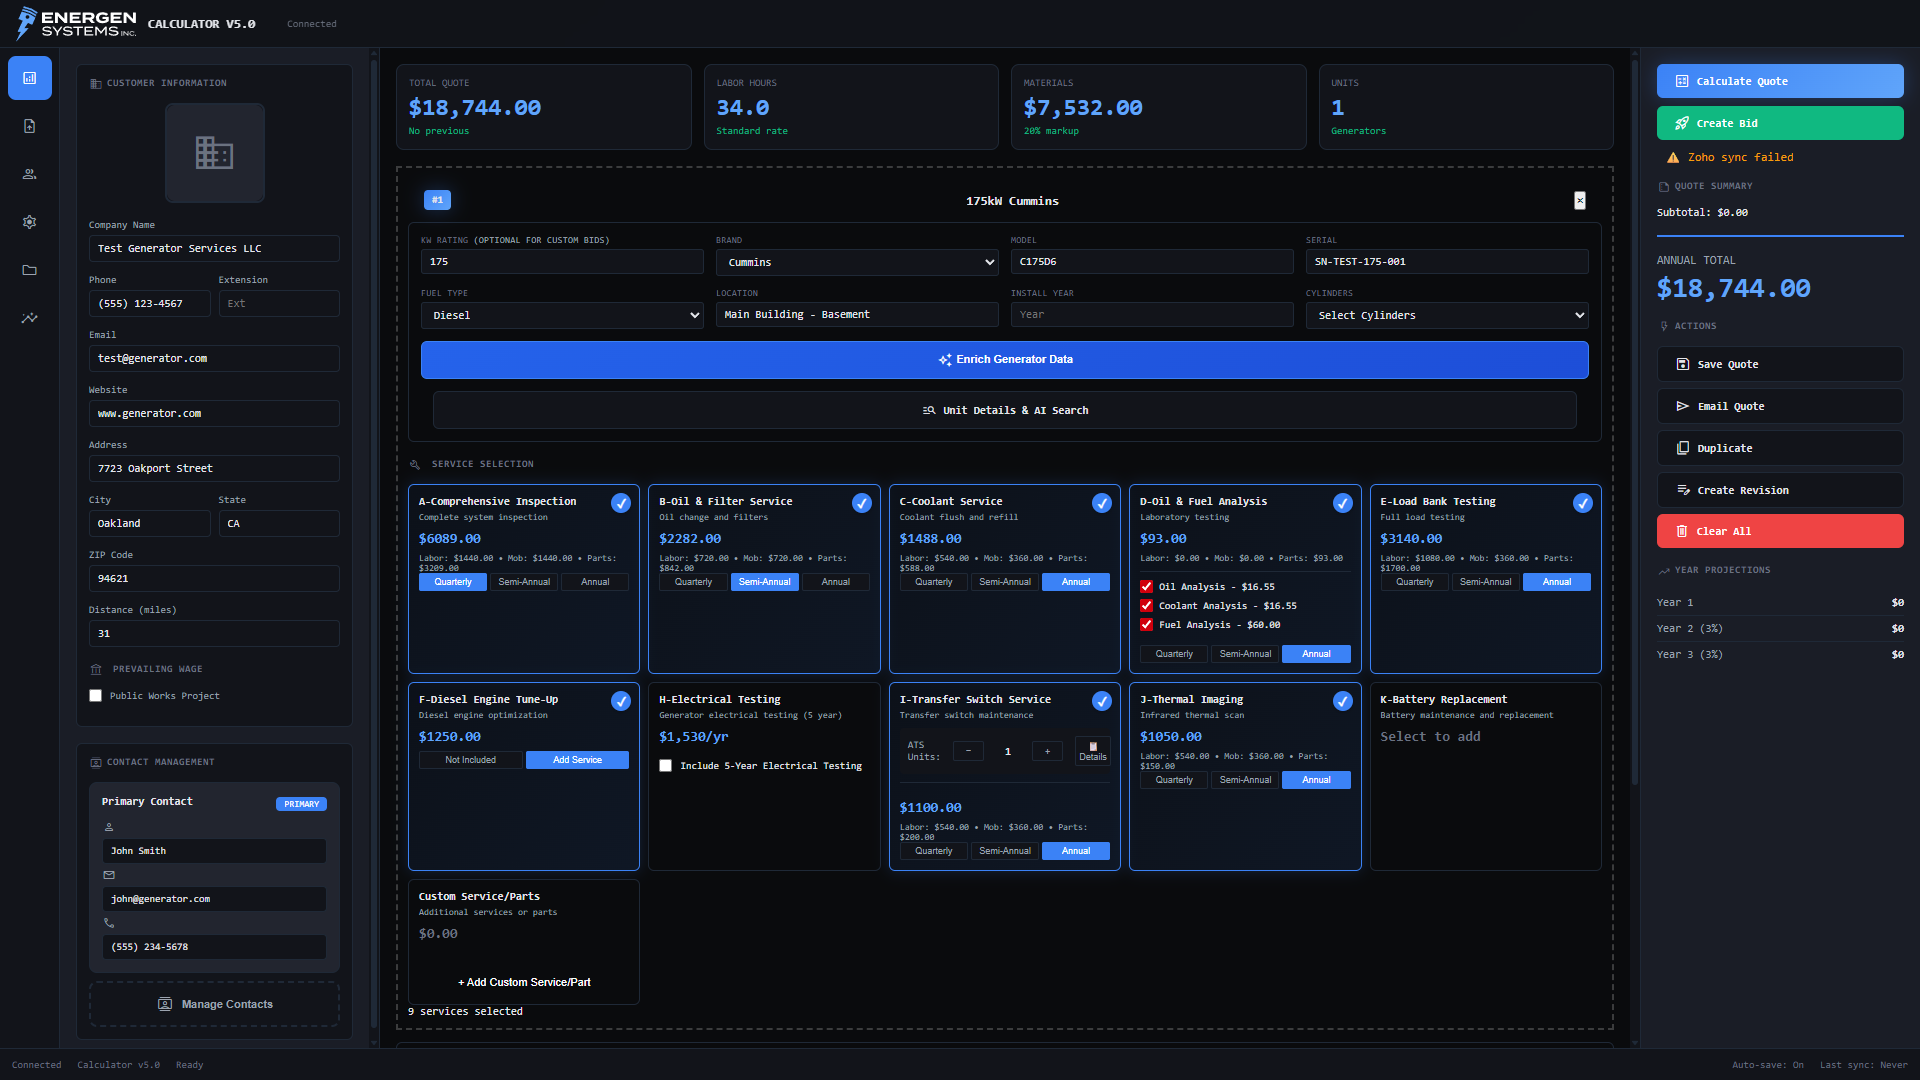 ENERGEN
SYSTEMS INC.
CALCULATOR V5.0
Connected
CUSTOMER INFORMATION
Company Name
Test Generator Services LLC
Phone
Extension
(555) 123-4567
Ext
Email
test@generator.com
Website
www.generator.com
Address
7723 Oakport Street
City
State
Oakland
CA
ZIP Code
94621
Distance (miles)
31
PREVAILING WAGE
Public Works Project
CONTACT MANAGEMENT
Primary Contact
PRIMARY
John Smith
john@generator.com
(555) 234-5678
Manage Contacts
TOTAL QUOTE
$18,744.00
No previous
LABOR HOURS
34.0
Standard rate
MATERIALS
$7,532.00
20% markup
UNITS
1
Generators
#1
175kW Cummins
×
KW RATING (OPTIONAL FOR CUSTOM BIDS)
175
BRAND
Cummins
MODEL
C175D6
SERIAL
SN-TEST-175-001
FUEL TYPE
Diesel
LOCATION
Main Building - Basement
INSTALL YEAR
Year
CYLINDERS
Select Cylinders
Enrich Generator Data
Unit Details & AI Search
SERVICE SELECTION
A-Comprehensive Inspection
Complete system inspection
$6089.00
Labor: $1440.00 • Mob: $1440.00 • Parts:
$3209.00
Quarterly Semi-Annual Annual
B-Oil & Filter Service
Oil change and filters
$2282.00
Labor: $720.00 • Mob: $720.00 • Parts:
$842.00
Quarterly Semi-Annual Annual
C-Coolant Service
Coolant flush and refill
$1488.00
Labor: $540.00 • Mob: $360.00 • Parts:
$588.00
Quarterly Semi-Annual Annual
D-Oil & Fuel Analysis
Laboratory testing
$93.00
Labor: $0.00 • Mob: $0.00 • Parts: $93.00
Oil Analysis - $16.55
Coolant Analysis - $16.55
Fuel Analysis - $60.00
Quarterly Semi-Annual Annual
E-Load Bank Testing
Full load testing
$3140.00
Labor: $1080.00 • Mob: $360.00 • Parts:
$1700.00
Quarterly Semi-Annual Annual
F-Diesel Engine Tune-Up
Diesel engine optimization
$1250.00
Not Included Add Service
H-Electrical Testing
Generator electrical testing (5 year)
$1,530/yr
Include 5-Year Electrical Testing
I-Transfer Switch Service
Transfer switch maintenance
ATS
Units:
−
1
+
Details
$1100.00
Labor: $540.00 • Mob: $360.00 • Parts:
$200.00
Quarterly Semi-Annual Annual
J-Thermal Imaging
Infrared thermal scan
$1050.00
Labor: $540.00 • Mob: $360.00 • Parts:
$150.00
Quarterly Semi-Annual Annual
K-Battery Replacement
Battery maintenance and replacement
Select to add
Custom Service/Parts
Additional services or parts
$0.00
+ Add Custom Service/Part
9 services selected
Calculate Quote
Create Bid
Zoho sync failed
QUOTE SUMMARY
Subtotal: $0.00
ANNUAL TOTAL
$18,744.00
ACTIONS
Save Quote
Email Quote
Duplicate
Create Revision
Clear All
YEAR PROJECTIONS
Year 1 $0
Year 2 (3%) $0
Year 3 (3%) $0
Connected Calculator v5.0 Ready
Auto-save: On Last sync: Never